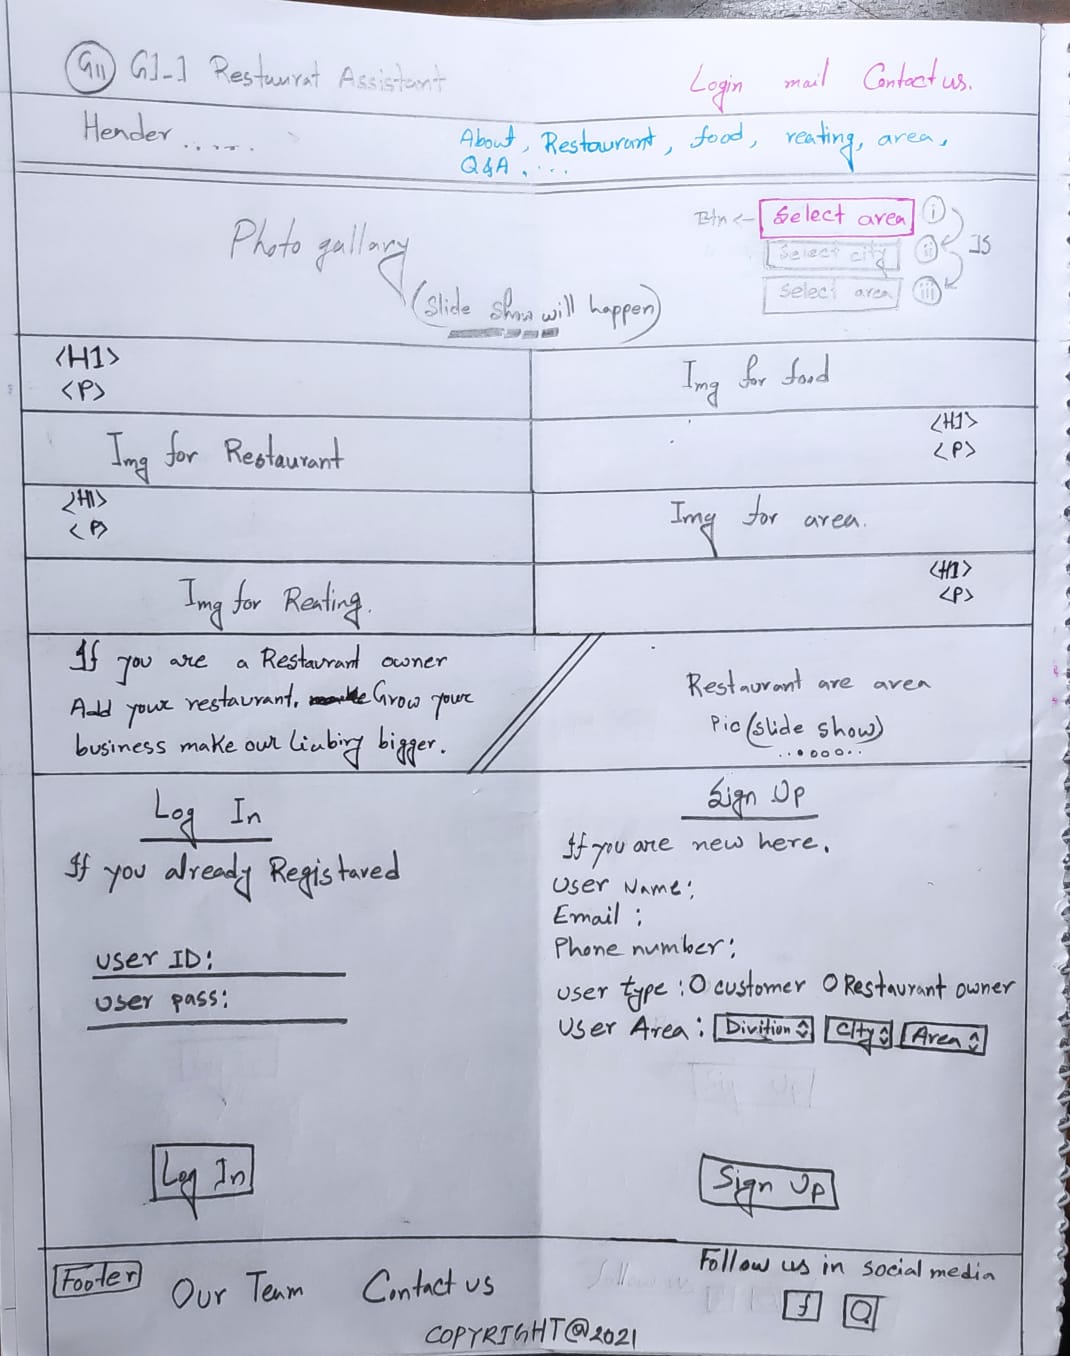 G11 G1-1 Restaurat Assistant
Login mail Contact us.
Hender .....
About, Restaurant, food, reating, area,
Q&A, ...
Btn <- Select area i
Select city ii JS
Select area iii
Photo gallary
(slide show will happen)
<H1>
<P>
Img for food
Img for Restaurant
<H1>
<P>
<H1>
<P>
Img for area.
Img for Reating.
<H1>
<P>
If you are a Restaurant owner
Add your restaurant. Grow your
business make our bigger.
Restaurant are area
Pic (slide show)
Log In
If you already Registared
User ID:
User pass:
Log In
Sign Up
If you are new here.
User Name:
Email :
Phone number:
User type : O customer O Restaurant owner
User Area : Divition City Area
Sign Up
Footer Our Team Contact us
Follow us in social media
f
COPYRIGHT@2021